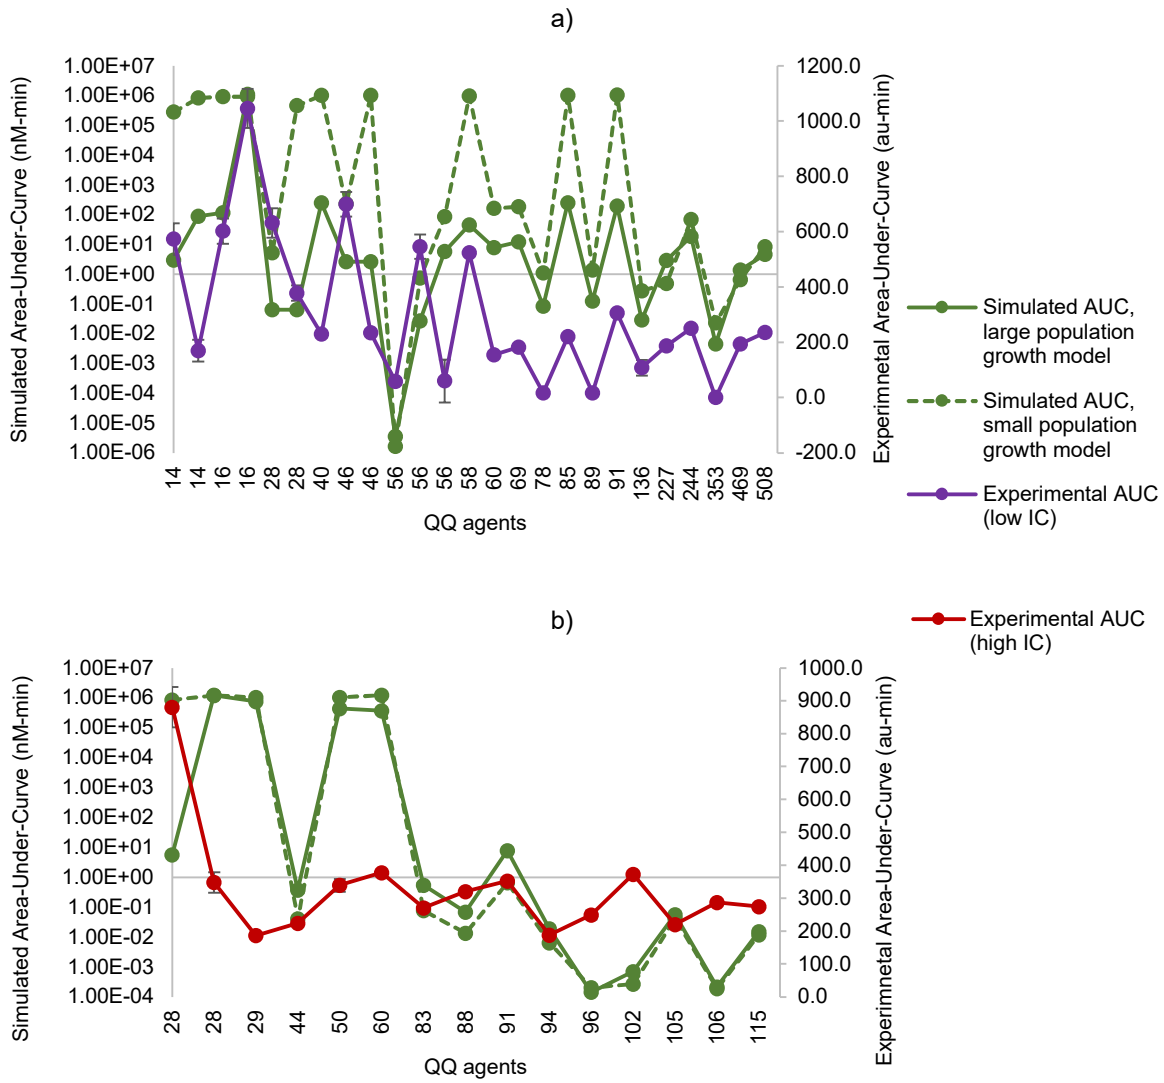 a)
Simulated Area-Under-Curve (nM-min)
1.00E+07
1.00E+06
1.00E+05
1.00E+04
1.00E+03
1.00E+02
1.00E+01
1.00E+00
1.00E-01
1.00E-02
1.00E-03
1.00E-04
1.00E-05
1.00E-06
1200.0
1000.0
800.0
600.0
400.0
200.0
0.0
-200.0
Experimnetal Area-Under-Curve (au-min)
14
14
16
16
28
28
40
46
46
56
56
56
58
60
69
78
85
89
91
136
227
244
353
469
508
QQ agents
Simulated AUC,
large population
growth model
Simulated AUC,
small population
growth model
Experimental AUC
(low IC)
Experimental AUC
(high IC)
b)
Simulated Area-Under-Curve (nM-min)
1.00E+07
1.00E+06
1.00E+05
1.00E+04
1.00E+03
1.00E+02
1.00E+01
1.00E+00
1.00E-01
1.00E-02
1.00E-03
1.00E-04
1000.0
900.0
800.0
700.0
600.0
500.0
400.0
300.0
200.0
100.0
0.0
Experimnetal Area-Under-Curve (au-min)
28
28
29
44
50
60
83
88
91
94
96
102
105
106
115
QQ agents